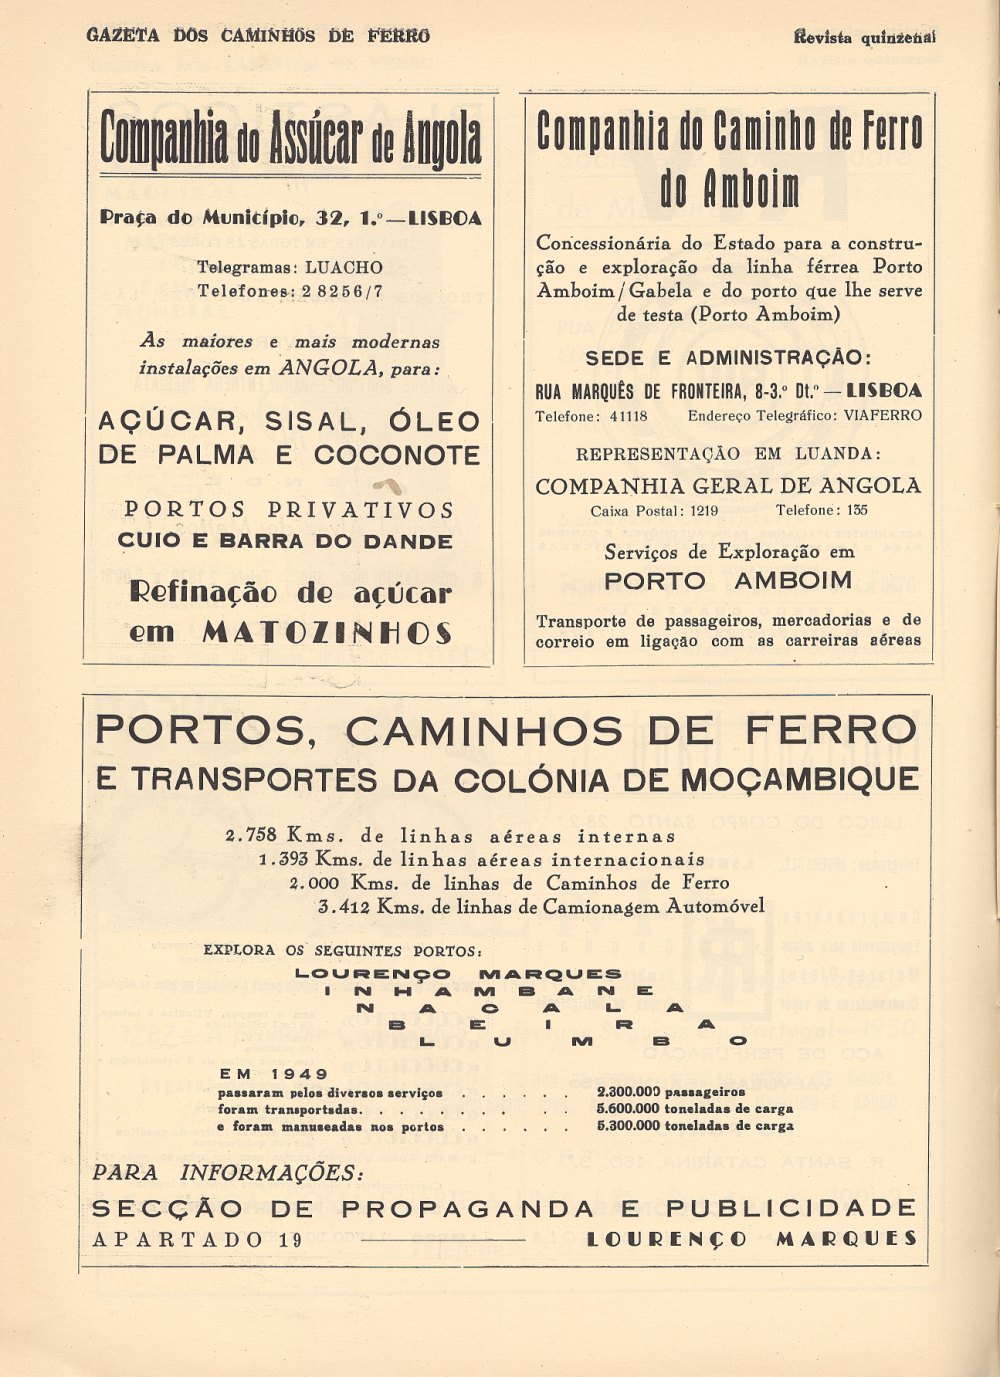 GAZETA DOS CAMINHOS DE FERRO
Revista quinzenal
Companhia do Assúcar de Angola
Praça do Município, 32, 1.º — LISBOA
Telegramas: LUACHO
Telefones: 2 8256/7
As maiores e mais modernas
instalações em ANGOLA, para:
AÇÚCAR, SISAL, ÓLEO
DE PALMA E COCONOTE
PORTOS PRIVATIVOS
CUIO E BARRA DO DANDE
Refinação de açúcar
em MATOZINHOS
Companhia do Caminho de Ferro
do Amboim
Concessionária do Estado para a constru-
ção e exploração da linha férrea Porto
Amboim/Gabela e do porto que lhe serve
de testa (Porto Amboim)
SEDE E ADMINISTRAÇÃO:
RUA MARQUÊS DE FRONTEIRA, 8-3.º Dt.º — LISBOA
Telefone: 41118 Endereço Telegráfico: VIAFERRO
REPRESENTAÇÃO EM LUANDA:
COMPANHIA GERAL DE ANGOLA
Caixa Postal: 1219 Telefone: 135
Serviços de Exploração em
PORTO AMBOIM
Transporte de passageiros, mercadorias e de
correio em ligação com as carreiras aéreas
PORTOS, CAMINHOS DE FERRO
E TRANSPORTES DA COLÓNIA DE MOÇAMBIQUE
2.758 Kms. de linhas aéreas internas
1.393 Kms. de linhas aéreas internacionais
2.000 Kms. de linhas de Caminhos de Ferro
3.412 Kms. de linhas de Camionagem Automóvel
EXPLORA OS SEGUINTES PORTOS:
LOURENÇO MARQUES
INHAMBANE
NACALA
BEIRA
LUMBO
EM 1949
passaram pelos diversos serviços . . . . . . 2.300.000 passageiros
foram transportadas. . . . . . . . . . 5.600.000 toneladas de carga
e foram manuseadas nos portos . . . . . . 5.300.000 toneladas de carga
PARA INFORMAÇÕES:
SECÇÃO DE PROPAGANDA E PUBLICIDADE
APARTADO 19 — LOURENÇO MARQUES